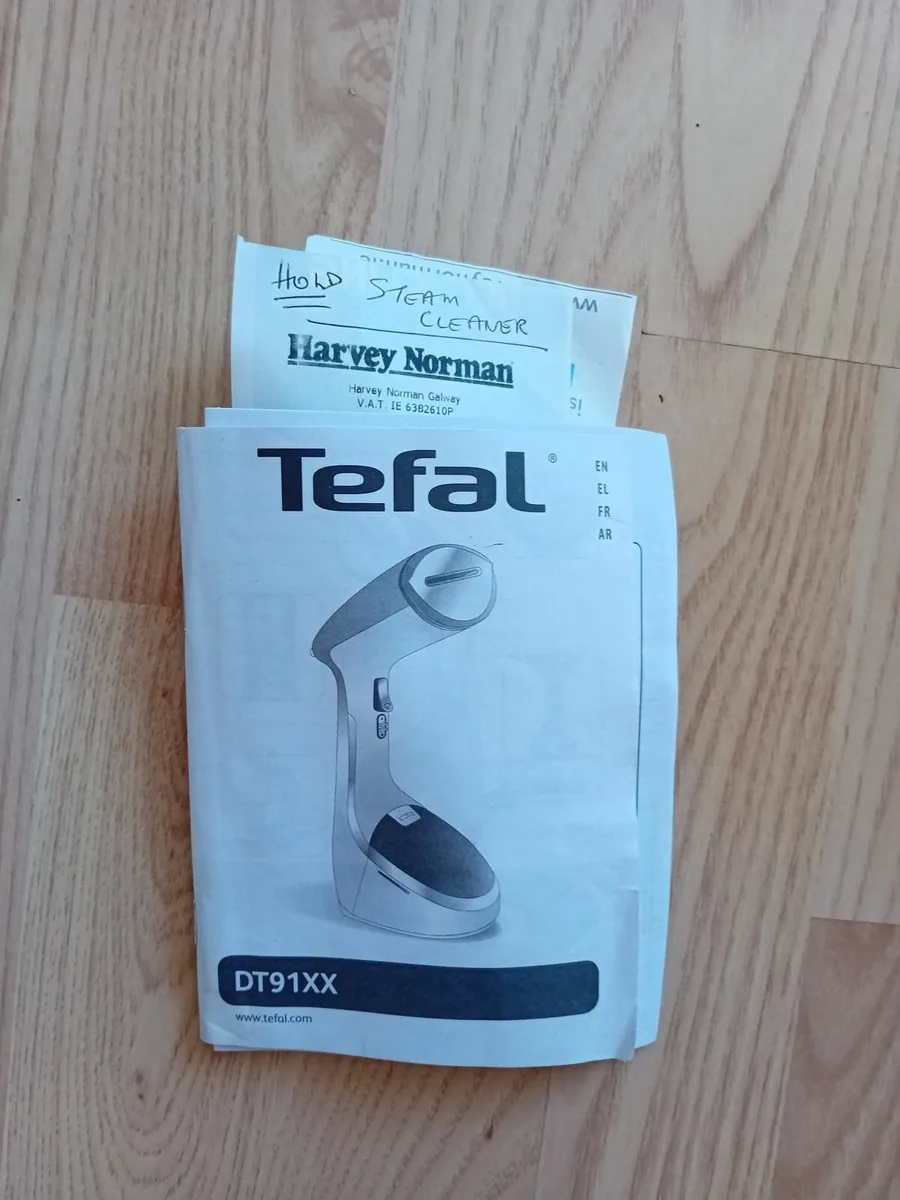 HOLD STEAM
CLEANER
Harvey Norman
Harvey Norman Galway
V.A.T. IE 6382610P
Tefal®
EN
EL
FR
AR
DT91XX
www.tefal.com